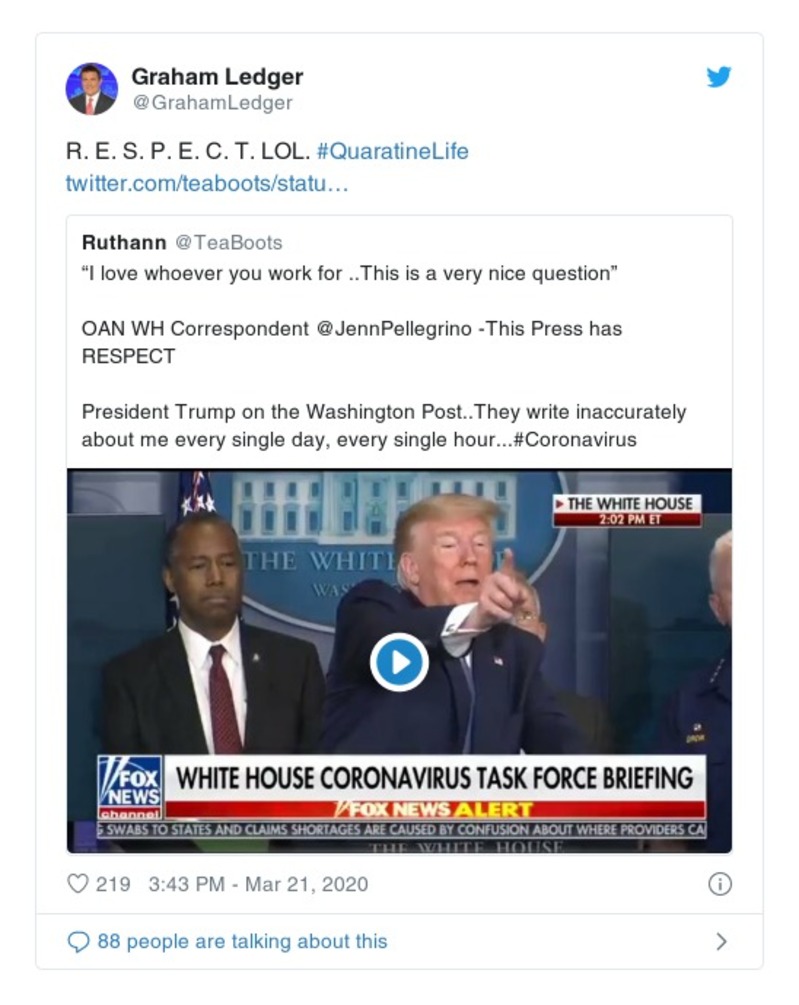 Graham Ledger
@GrahamLedger
R. E. S. P. E. C. T. LOL. #QuaratineLife
twitter.com/teaboots/statu…
Ruthann @TeaBoots
“I love whoever you work for ..This is a very nice question”
OAN WH Correspondent @JennPellegrino -This Press has
RESPECT
President Trump on the Washington Post..They write inaccurately
about me every single day, every single hour...#Coronavirus
THE WHITE HOUSE
2:02 PM ET
THE WHITE
WAS
FOX
NEWS
channel
WHITE HOUSE CORONAVIRUS TASK FORCE BRIEFING
FOX NEWS ALERT
G SWABS TO STATES AND CLAIMS SHORTAGES ARE CAUSED BY CONFUSION ABOUT WHERE PROVIDERS CA
THE WHITE HOUSE
219 3:43 PM - Mar 21, 2020
88 people are talking about this